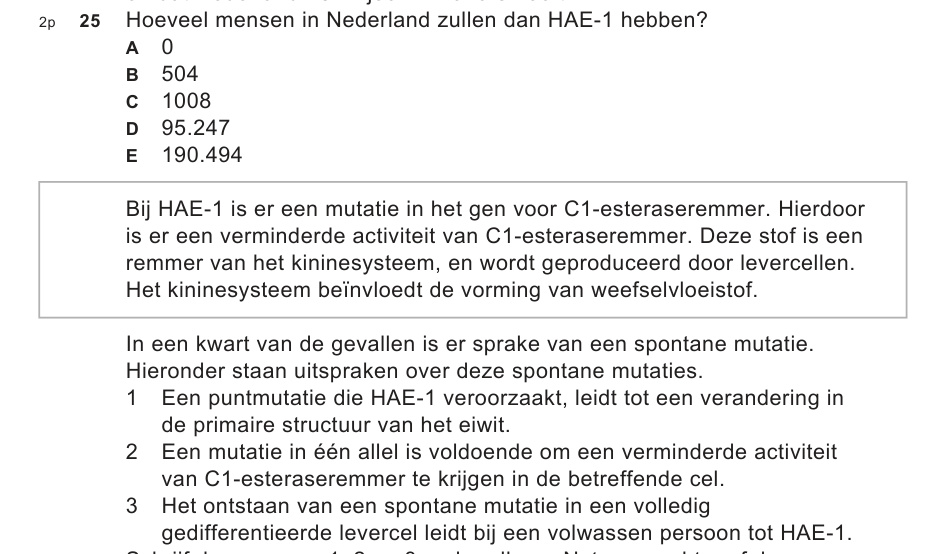 2p 25 Hoeveel mensen in Nederland zullen dan HAE-1 hebben?
A 0
B 504
C 1008
D 95.247
E 190.494
Bij HAE-1 is er een mutatie in het gen voor C1-esteraseremmer. Hierdoor
is er een verminderde activiteit van C1-esteraseremmer. Deze stof is een
remmer van het kininesysteem, en wordt geproduceerd door levercellen.
Het kininesysteem beïnvloedt de vorming van weefselvloeistof.
In een kwart van de gevallen is er sprake van een spontane mutatie.
Hieronder staan uitspraken over deze spontane mutaties.
1 Een puntmutatie die HAE-1 veroorzaakt, leidt tot een verandering in
de primaire structuur van het eiwit.
2 Een mutatie in één allel is voldoende om een verminderde activiteit
van C1-esteraseremmer te krijgen in de betreffende cel.
3 Het ontstaan van een spontane mutatie in een volledig
gedifferentieerde levercel leidt bij een volwassen persoon tot HAE-1.